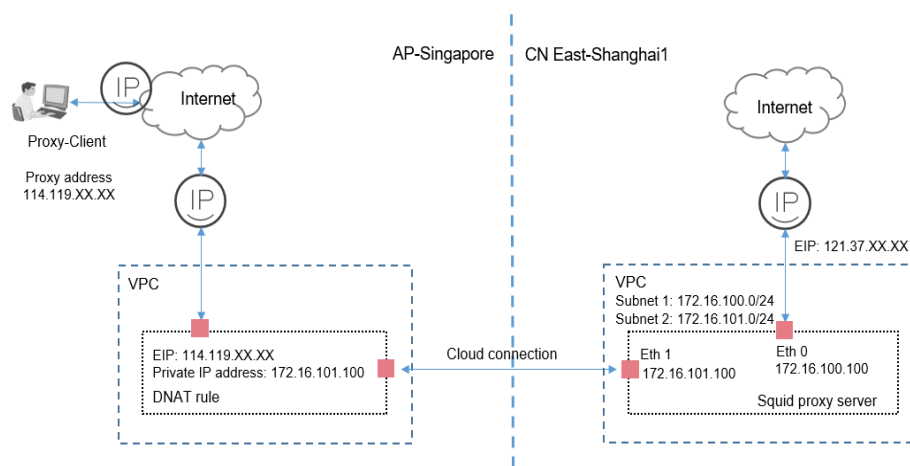 AP-Singapore
CN East-Shanghai1
IP
Internet
Proxy-Client
Proxy address
114.119.XX.XX
IP
VPC
EIP: 114.119.XX.XX
Private IP address: 172.16.101.100
DNAT rule
Cloud connection
Internet
IP
EIP: 121.37.XX.XX
VPC
Subnet 1: 172.16.100.0/24
Subnet 2: 172.16.101.0/24
Eth 1
172.16.101.100
Eth 0
172.16.100.100
Squid proxy server